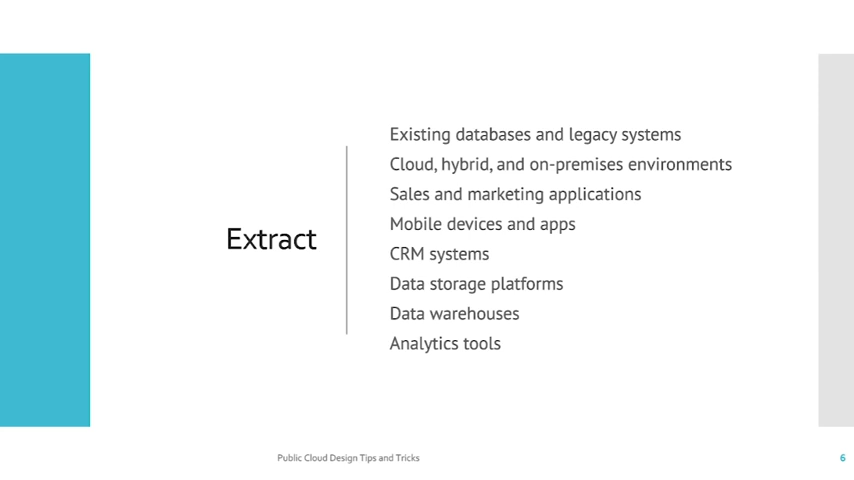 Extract
Existing databases and legacy systems
Cloud, hybrid, and on-premises environments
Sales and marketing applications
Mobile devices and apps
CRM systems
Data storage platforms
Data warehouses
Analytics tools
Public Cloud Design Tips and Tricks
6